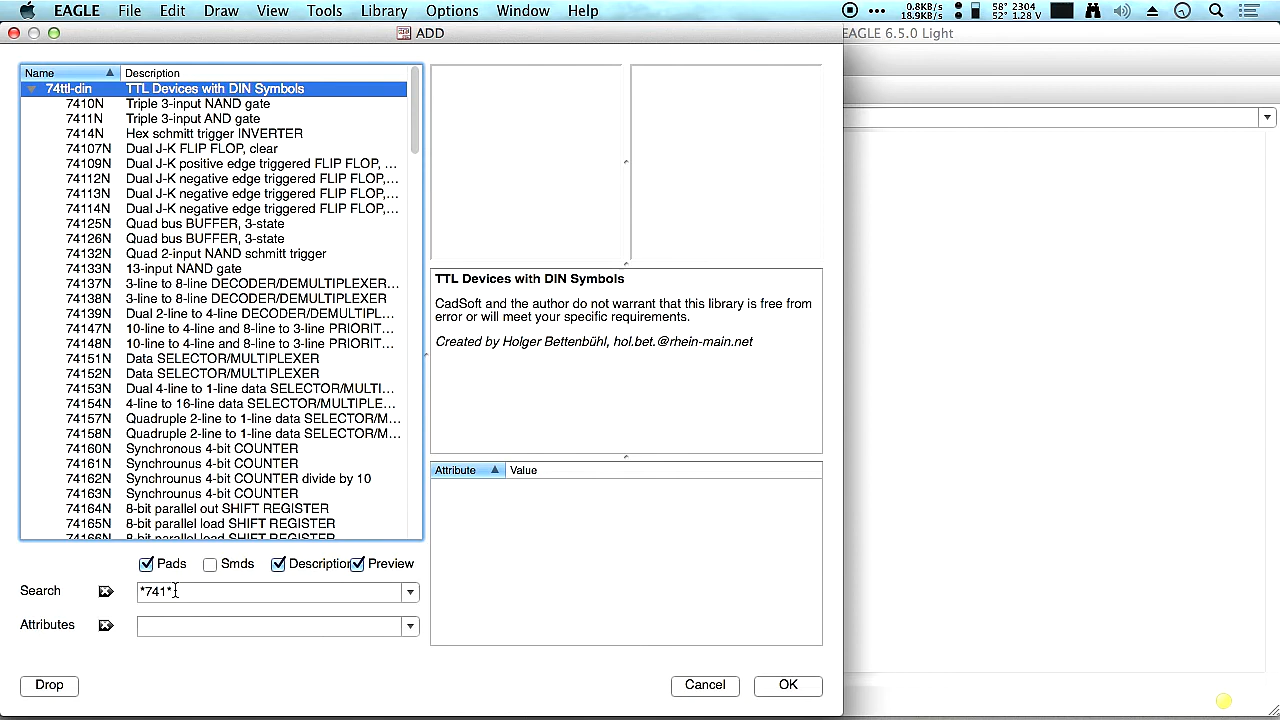 EAGLE File Edit Draw View Tools Library Options Window Help 0.8KB/s 18.9KB/s 58° 2304 52° 1.28 V
ADD
EAGLE 6.5.0 Light
Name Description
74ttl-din TTL Devices with DIN Symbols
7410N Triple 3-input NAND gate
7411N Triple 3-input AND gate
7414N Hex schmitt trigger INVERTER
74107N Dual J-K FLIP FLOP, clear
74109N Dual J-K positive edge triggered FLIP FLOP, ...
74112N Dual J-K negative edge triggered FLIP FLOP,...
74113N Dual J-K negative edge triggered FLIP FLOP,...
74114N Dual J-K negative edge triggered FLIP FLOP,...
74125N Quad bus BUFFER, 3-state
74126N Quad bus BUFFER, 3-state
74132N Quad 2-input NAND schmitt trigger
74133N 13-input NAND gate
74137N 3-line to 8-line DECODER/DEMULTIPLEXER...
74138N 3-line to 8-line DECODER/DEMULTIPLEXER
74139N Dual 2-line to 4-line DECODER/DEMULTIPL...
74147N 10-line to 4-line and 8-line to 3-line PRIORIT...
74148N 10-line to 4-line and 8-line to 3-line PRIORIT...
74151N Data SELECTOR/MULTIPLEXER
74152N Data SELECTOR/MULTIPLEXER
74153N Dual 4-line to 1-line data SELECTOR/MULTI...
74154N 4-line to 16-line data SELECTOR/MULTIPLE...
74157N Quadruple 2-line to 1-line data SELECTOR/M...
74158N Quadruple 2-line to 1-line data SELECTOR/M...
74160N Synchronous 4-bit COUNTER
74161N Synchrounus 4-bit COUNTER
74162N Synchrounus 4-bit COUNTER divide by 10
74163N Synchrounus 4-bit COUNTER
74164N 8-bit parallel out SHIFT REGISTER
74165N 8-bit parallel load SHIFT REGISTER
74166N 8-bit parallel load SHIFT REGISTER
TTL Devices with DIN Symbols
CadSoft and the author do not warrant that this library is free from
error or will meet your specific requirements.
Created by Holger Bettenbühl, hol.bet.@rhein-main.net
Attribute Value
Pads Smds Description Preview
Search *741*
Attributes
Drop Cancel OK